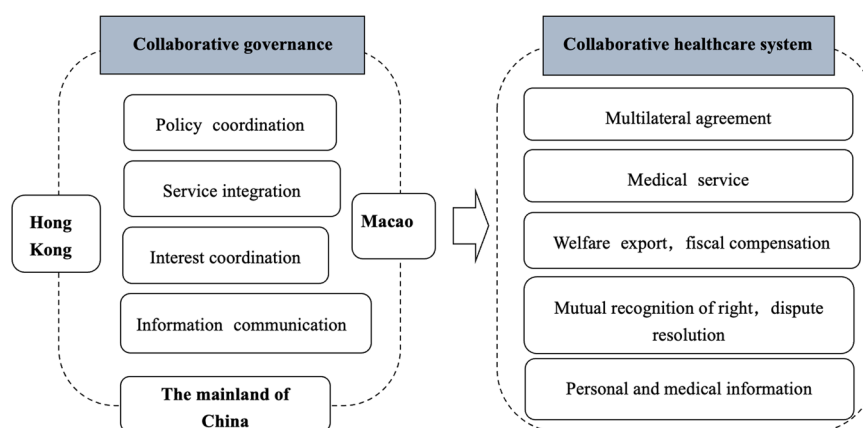 Collaborative governance
Policy coordination
Service integration
Hong
Kong
Macao
Interest coordination
Information communication
The mainland of
China
Collaborative healthcare system
Multilateral agreement
Medical service
Welfare export, fiscal compensation
Mutual recognition of right, dispute
resolution
Personal and medical information